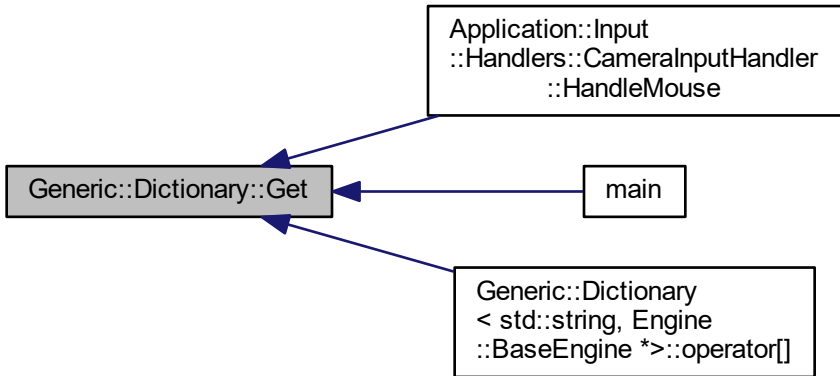 Application::Input
::Handlers::CameraInputHandler
::HandleMouse
Generic::Dictionary::Get
main
Generic::Dictionary
< std::string, Engine
::BaseEngine *>::operator[]